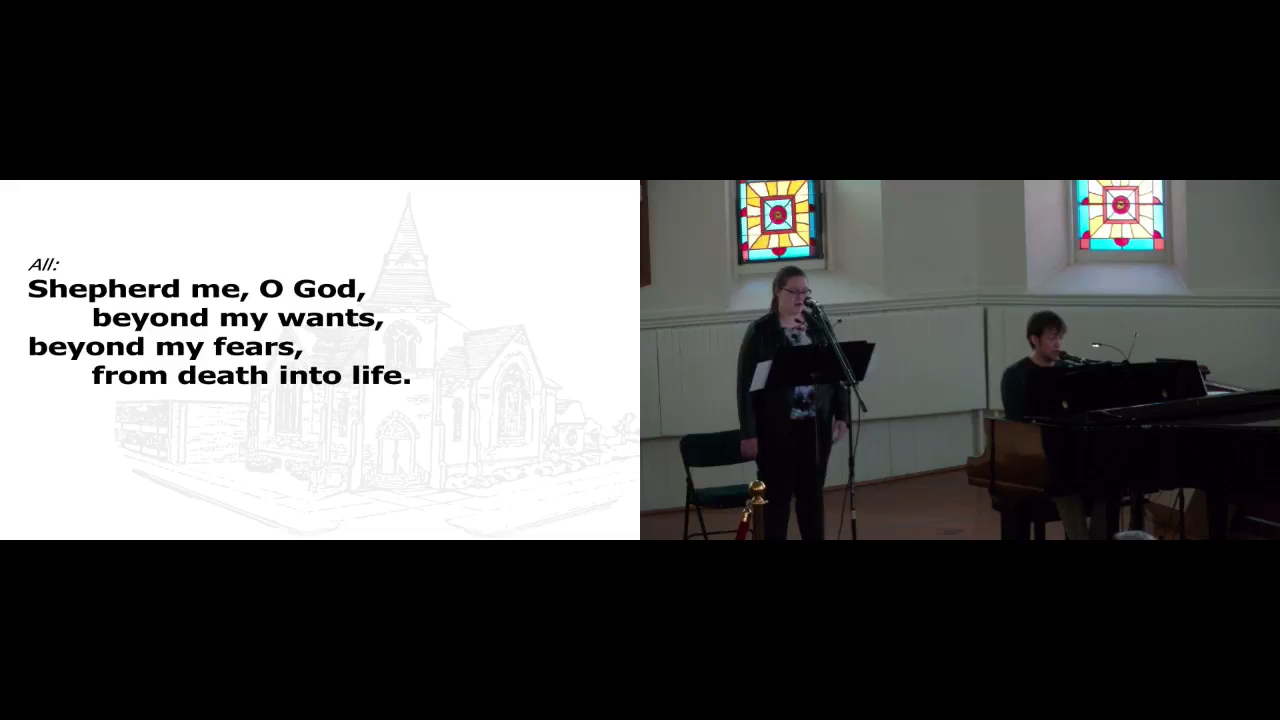 All:
Shepherd me, O God,
beyond my wants,
beyond my fears,
from death into life.